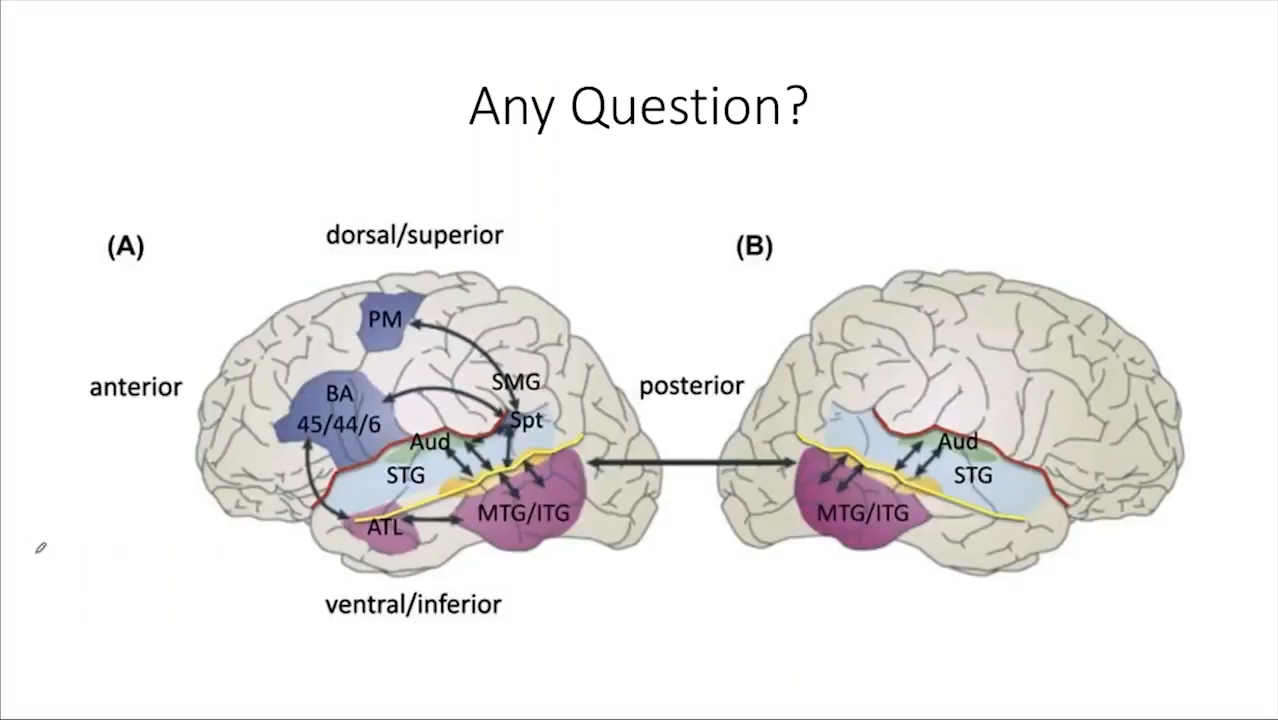 Any Question?
(A)
dorsal/superior
(B)
PM
anterior
SMG
posterior
BA
45/44/6
Spt
Aud
STG
MTG/ITG
ATL
Aud
STG
MTG/ITG
ventral/inferior